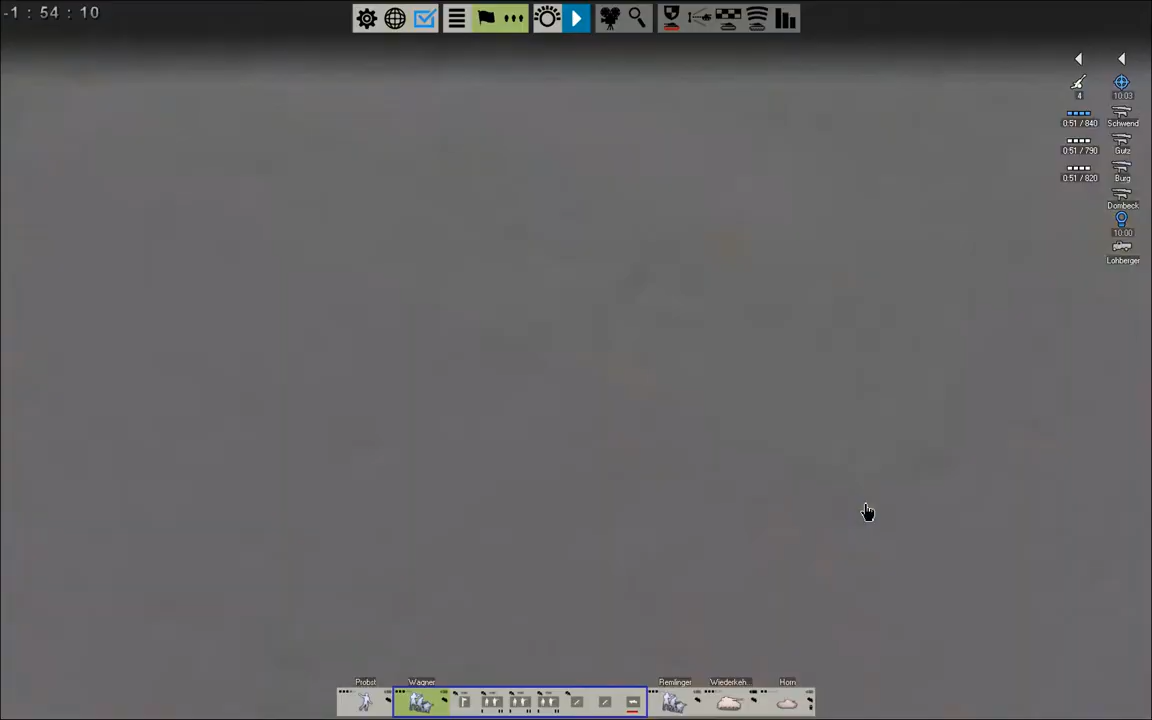 -1 : 54 : 10
4
10:03
0:51 / 840
Schwend
0:51 / 790
Gutz
0:51 / 820
Burg
Dombeck
10:00
Lohberger
Probst
Wagner
Remlinger
Wiederkeh...
Horn